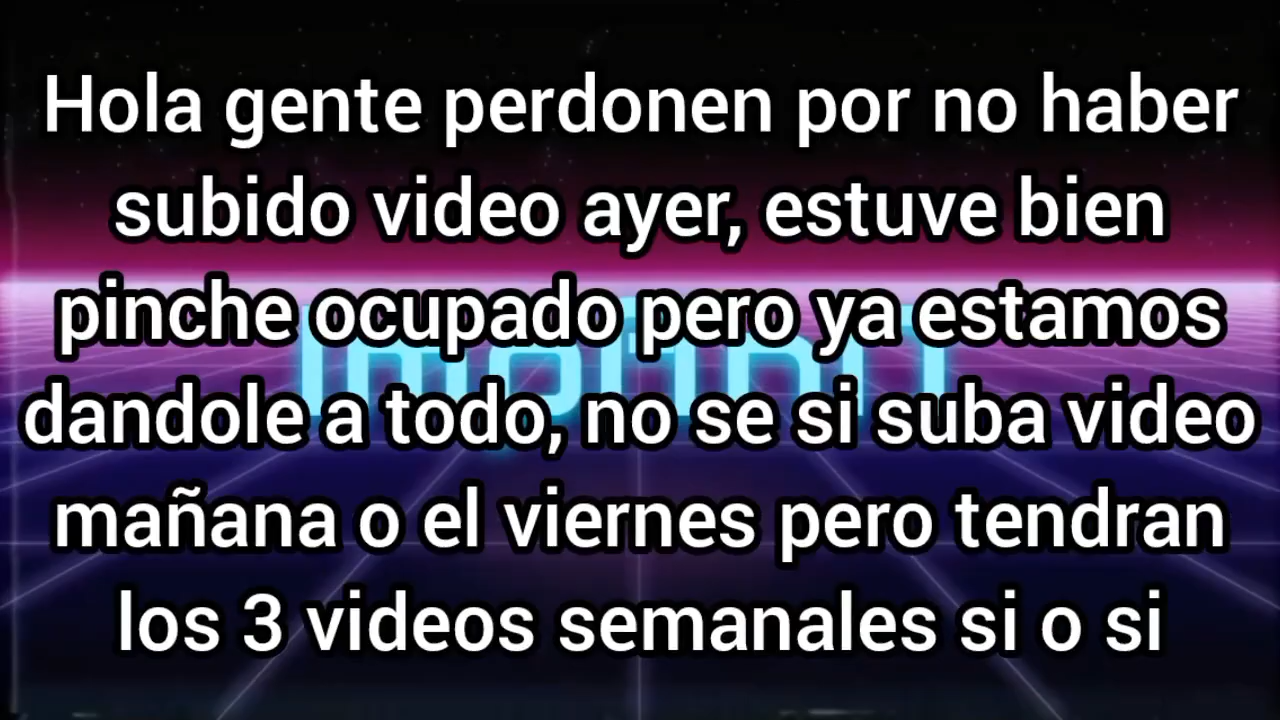 Hola gente perdonen por no haber
subido video ayer, estuve bien
pinche ocupado pero ya estamos
dandole a todo, no se si suba video
mañana o el viernes pero tendran
los 3 videos semanales si o si